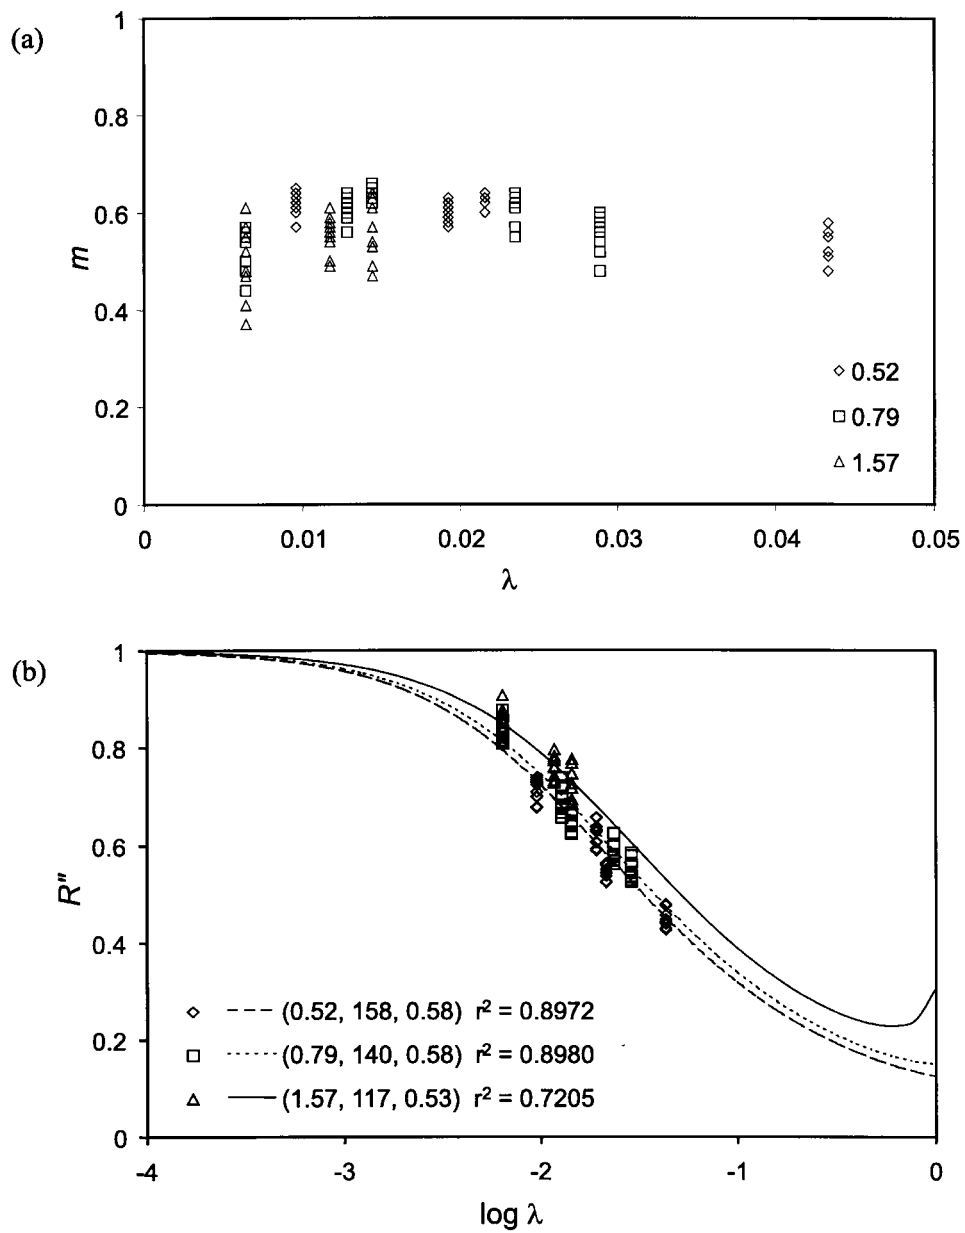 (a)
1
0.8
0.6
0.4
0.2
0
m
0 0.01 0.02 0.03 0.04 0.05
λ
◇ 0.52
□ 0.79
△ 1.57
(b)
1
0.8
0.6
0.4
0.2
0
R"
(0.52, 158, 0.58) r² = 0.8972
(0.79, 140, 0.58) r² = 0.8980
(1.57, 117, 0.53) r² = 0.7205
-4 -3 -2 -1 0
log λ